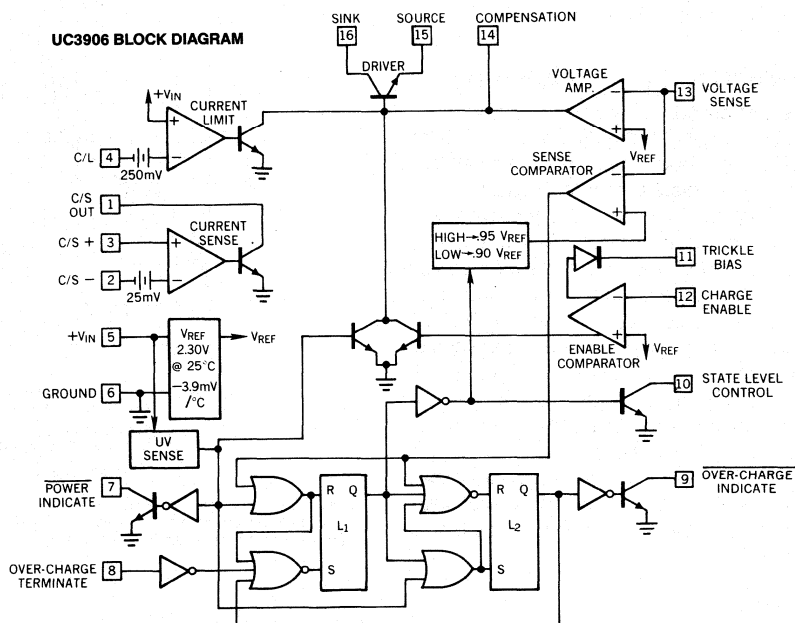 UC3906 BLOCK DIAGRAM
SINK
16
SOURCE
15
COMPENSATION
14
DRIVER
+VIN
CURRENT
LIMIT
+
−
C/L 4
250mV
VOLTAGE
AMP.
−
+
13 VOLTAGE
SENSE
VREF
C/S
OUT 1
C/S + 3
C/S − 2
25mV
CURRENT
SENSE
+
−
SENSE
COMPARATOR
−
+
HIGH→.95 VREF
LOW→.90 VREF
11 TRICKLE
BIAS
12 CHARGE
ENABLE
−
+
VREF
ENABLE
COMPARATOR
+VIN 5
VREF
2.30V
@ 25°C
−3.9mV
/°C
VREF
GROUND 6
UV
SENSE
10 STATE LEVEL
CONTROL
POWER
INDICATE 7
R Q
L1
S
R Q
L2
S
9 OVER-CHARGE
INDICATE
OVER-CHARGE
TERMINATE 8